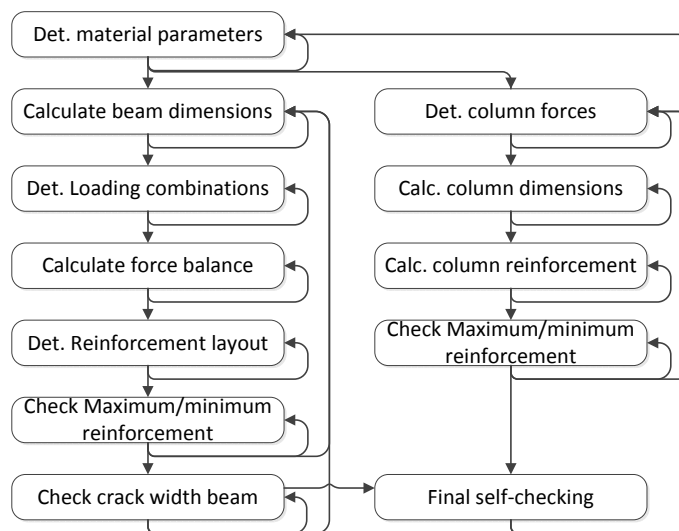 Det. material parameters
Calculate beam dimensions
Det. column forces
Det. Loading combinations
Calc. column dimensions
Calculate force balance
Calc. column reinforcement
Det. Reinforcement layout
Check Maximum/minimum
reinforcement
Check Maximum/minimum
reinforcement
Check crack width beam
Final self-checking